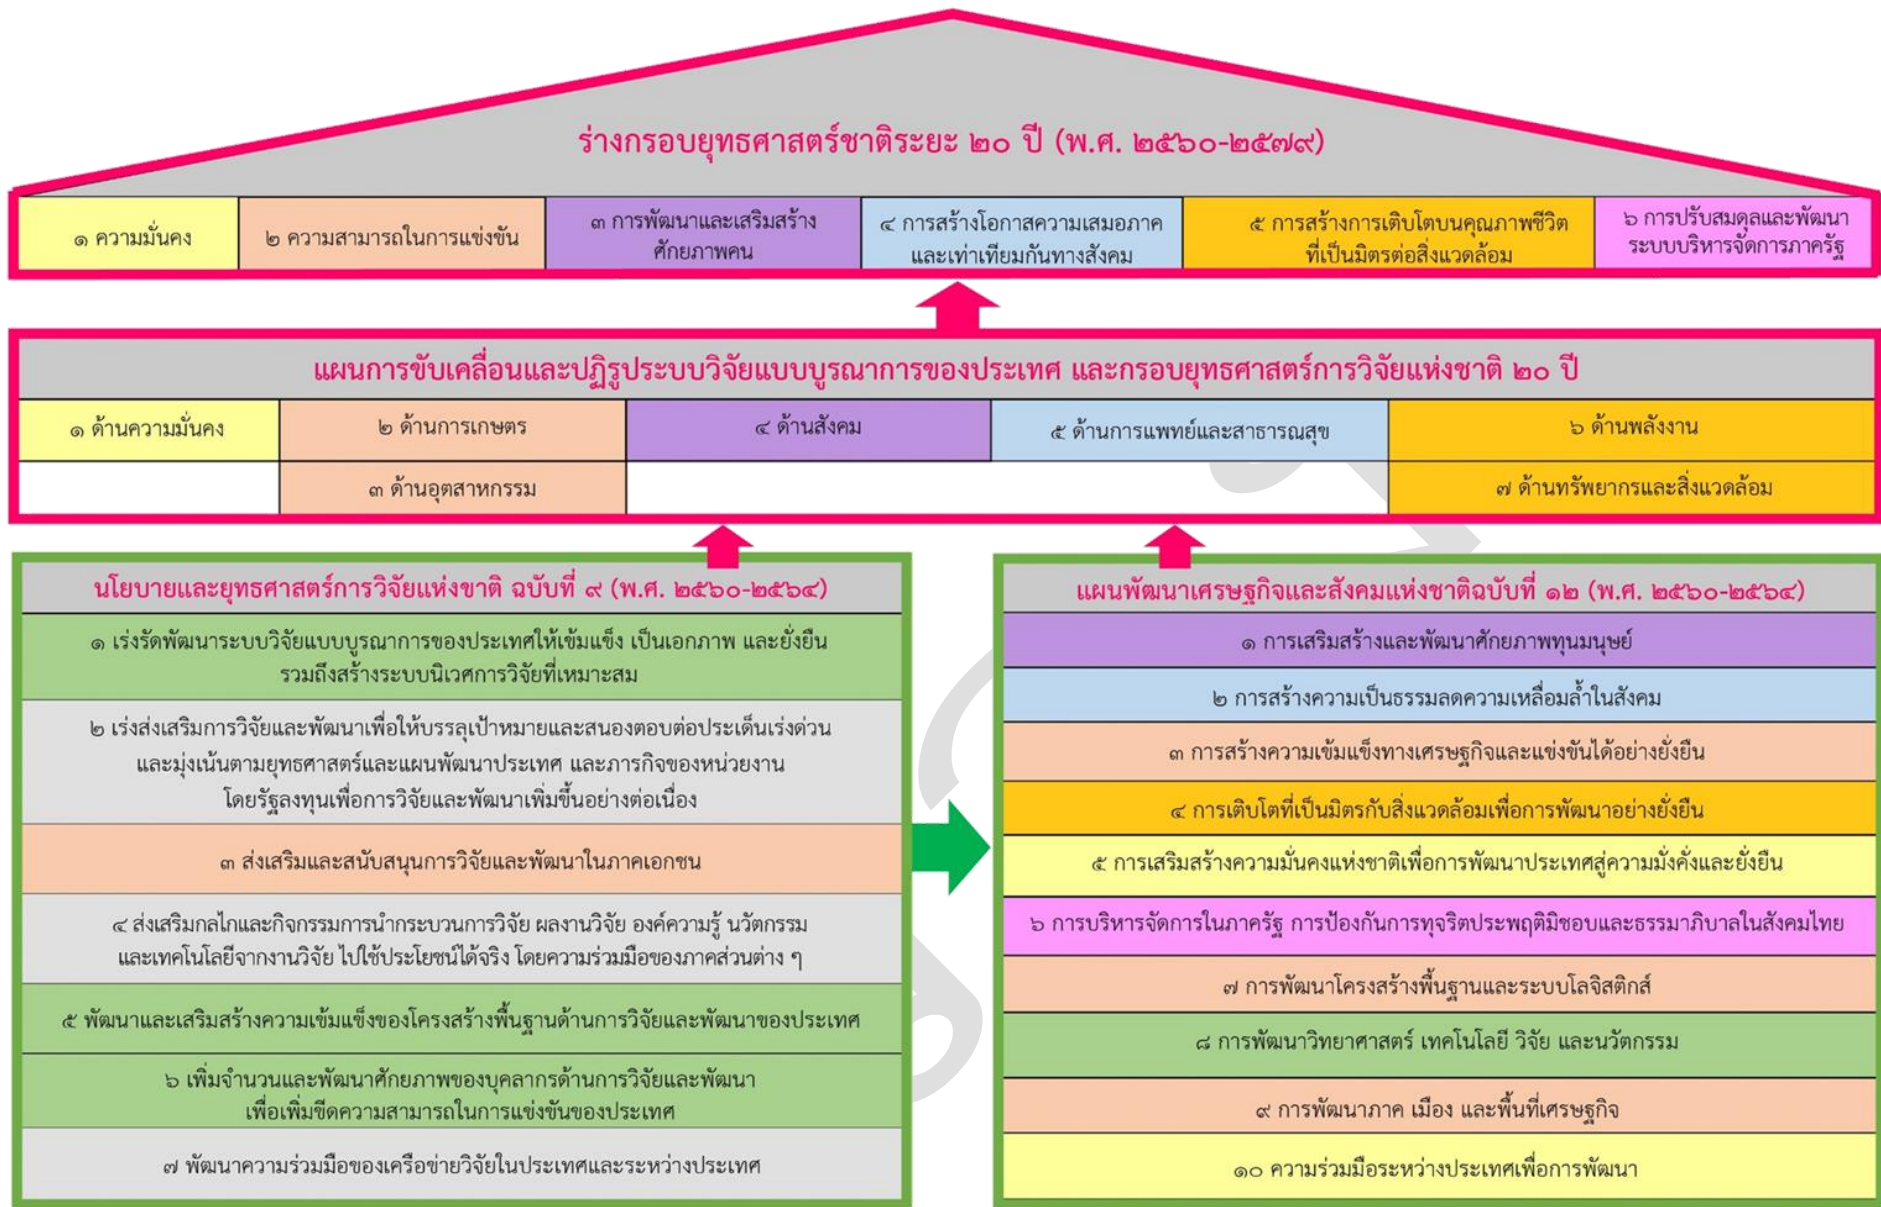 ร่างกรอบยุทธศาสตร์ชาติระยะ ๒๐ ปี (พ.ศ. ๒๕๖๐-๒๕๗๙)
๑ ความมั่นคง
๒ ความสามารถในการแข่งขัน
๓ การพัฒนาและเสริมสร้าง
ศักยภาพคน
๔ การสร้างโอกาสความเสมอภาค
และเท่าเทียมกันทางสังคม
๕ การสร้างการเติบโตบนคุณภาพชีวิต
ที่เป็นมิตรต่อสิ่งแวดล้อม
๖ การปรับสมดุลและพัฒนา
ระบบบริหารจัดการภาครัฐ
แผนการขับเคลื่อนและปฏิรูประบบวิจัยแบบบูรณาการของประเทศ และกรอบยุทธศาสตร์การวิจัยแห่งชาติ ๒๐ ปี
๑ ด้านความมั่นคง
๒ ด้านการเกษตร
๔ ด้านสังคม
๕ ด้านการแพทย์และสาธารณสุข
๖ ด้านพลังงาน
๓ ด้านอุตสาหกรรม
๗ ด้านทรัพยากรและสิ่งแวดล้อม
นโยบายและยุทธศาสตร์การวิจัยแห่งชาติ ฉบับที่ ๙ (พ.ศ. ๒๕๖๐-๒๕๖๔)
๑ เร่งรัดพัฒนาระบบวิจัยแบบบูรณาการของประเทศให้เข้มแข็ง เป็นเอกภาพ และยั่งยืน
รวมถึงสร้างระบบนิเวศการวิจัยที่เหมาะสม
๒ เร่งส่งเสริมการวิจัยและพัฒนาเพื่อให้บรรลุเป้าหมายและสนองตอบต่อประเด็นเร่งด่วน
และมุ่งเน้นตามยุทธศาสตร์และแผนพัฒนาประเทศ และภารกิจของหน่วยงาน
โดยรัฐลงทุนเพื่อการวิจัยและพัฒนาเพิ่มขึ้นอย่างต่อเนื่อง
๓ ส่งเสริมและสนับสนุนการวิจัยและพัฒนาในภาคเอกชน
๔ ส่งเสริมกลไกและกิจกรรมการนำกระบวนการวิจัย ผลงานวิจัย องค์ความรู้ นวัตกรรม
และเทคโนโลยีจากงานวิจัย ไปใช้ประโยชน์ได้จริง โดยความร่วมมือของภาคส่วนต่าง ๆ
๕ พัฒนาและเสริมสร้างความเข้มแข็งของโครงสร้างพื้นฐานด้านการวิจัยและพัฒนาของประเทศ
๖ เพิ่มจำนวนและพัฒนาศักยภาพของบุคลากรด้านการวิจัยและพัฒนา
เพื่อเพิ่มขีดความสามารถในการแข่งขันของประเทศ
๗ พัฒนาความร่วมมือของเครือข่ายวิจัยในประเทศและระหว่างประเทศ
แผนพัฒนาเศรษฐกิจและสังคมแห่งชาติฉบับที่ ๑๒ (พ.ศ. ๒๕๖๐-๒๕๖๔)
๑ การเสริมสร้างและพัฒนาศักยภาพทุนมนุษย์
๒ การสร้างความเป็นธรรมลดความเหลื่อมล้ำในสังคม
๓ การสร้างความเข้มแข็งทางเศรษฐกิจและแข่งขันได้อย่างยั่งยืน
๔ การเติบโตที่เป็นมิตรกับสิ่งแวดล้อมเพื่อการพัฒนาอย่างยั่งยืน
๕ การเสริมสร้างความมั่นคงแห่งชาติเพื่อการพัฒนาประเทศสู่ความมั่งคั่งและยั่งยืน
๖ การบริหารจัดการในภาครัฐ การป้องกันการทุจริตประพฤติมิชอบและธรรมาภิบาลในสังคมไทย
๗ การพัฒนาโครงสร้างพื้นฐานและระบบโลจิสติกส์
๘ การพัฒนาวิทยาศาสตร์ เทคโนโลยี วิจัย และนวัตกรรม
๙ การพัฒนาภาค เมือง และพื้นที่เศรษฐกิจ
๑๐ ความร่วมมือระหว่างประเทศเพื่อการพัฒนา